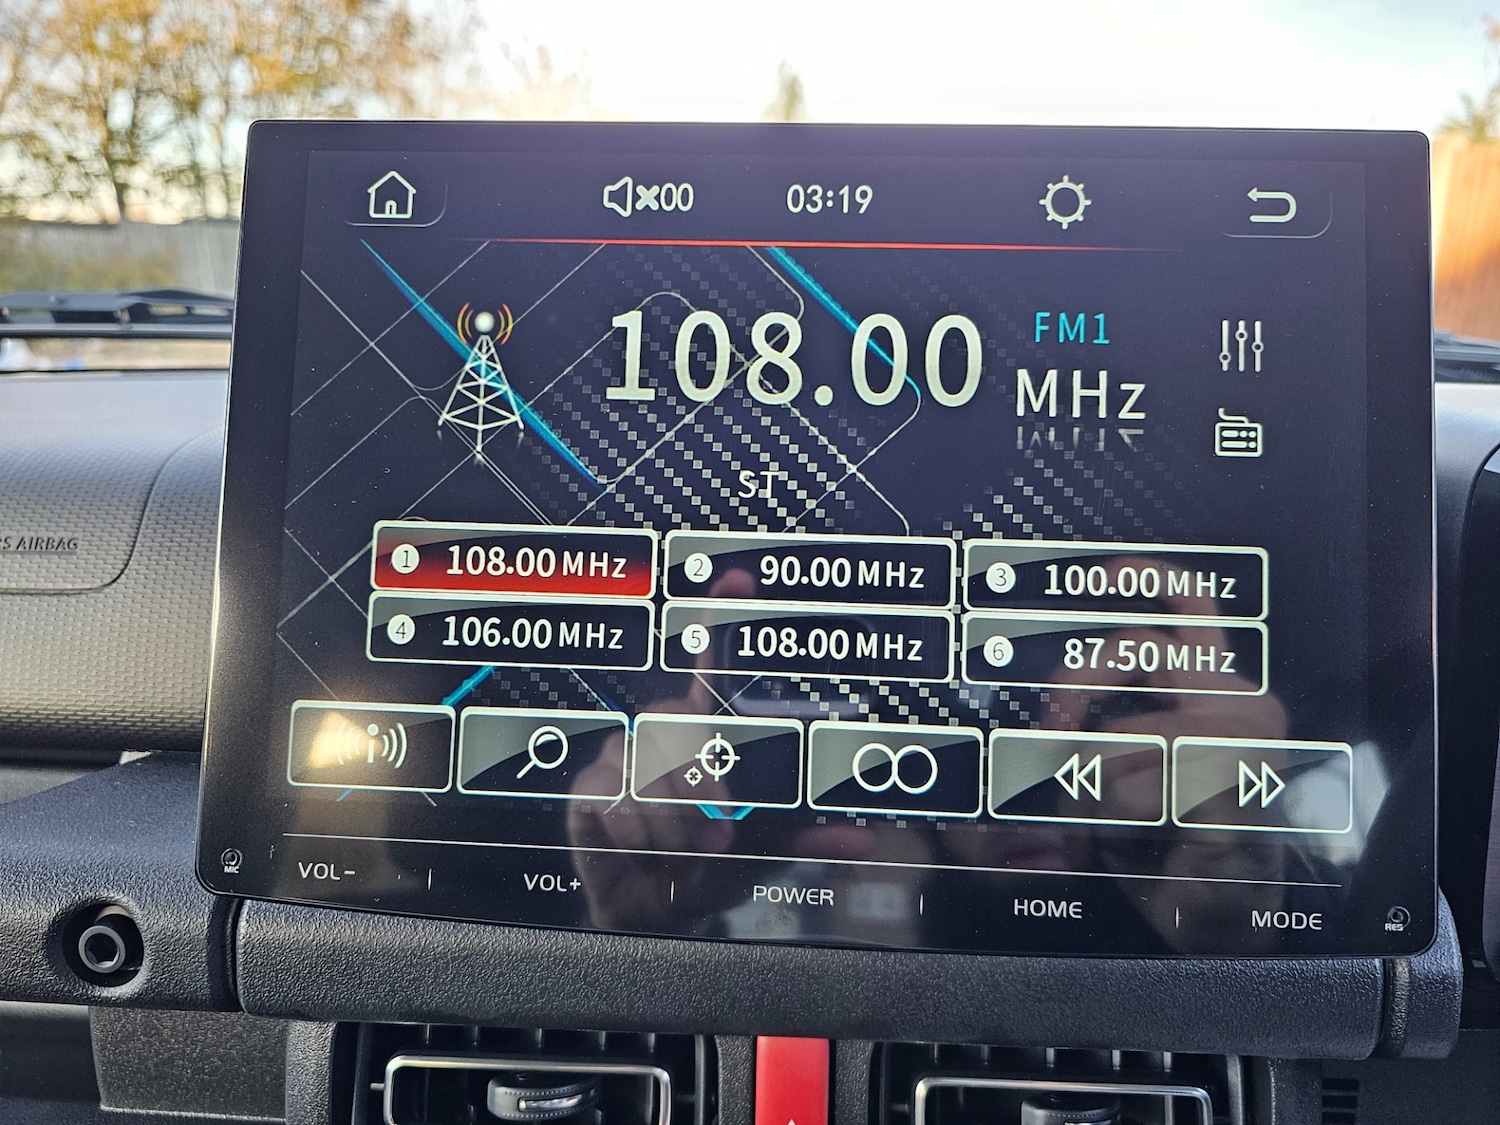 00 03:19
108.00 FM1
MHz
ST
1 108.00 MHz 2 90.00 MHz 3 100.00 MHz
4 106.00 MHz 5 108.00 MHz 6 87.50 MHz
MIC VOL- VOL+ POWER HOME MODE RES
AIRBAG